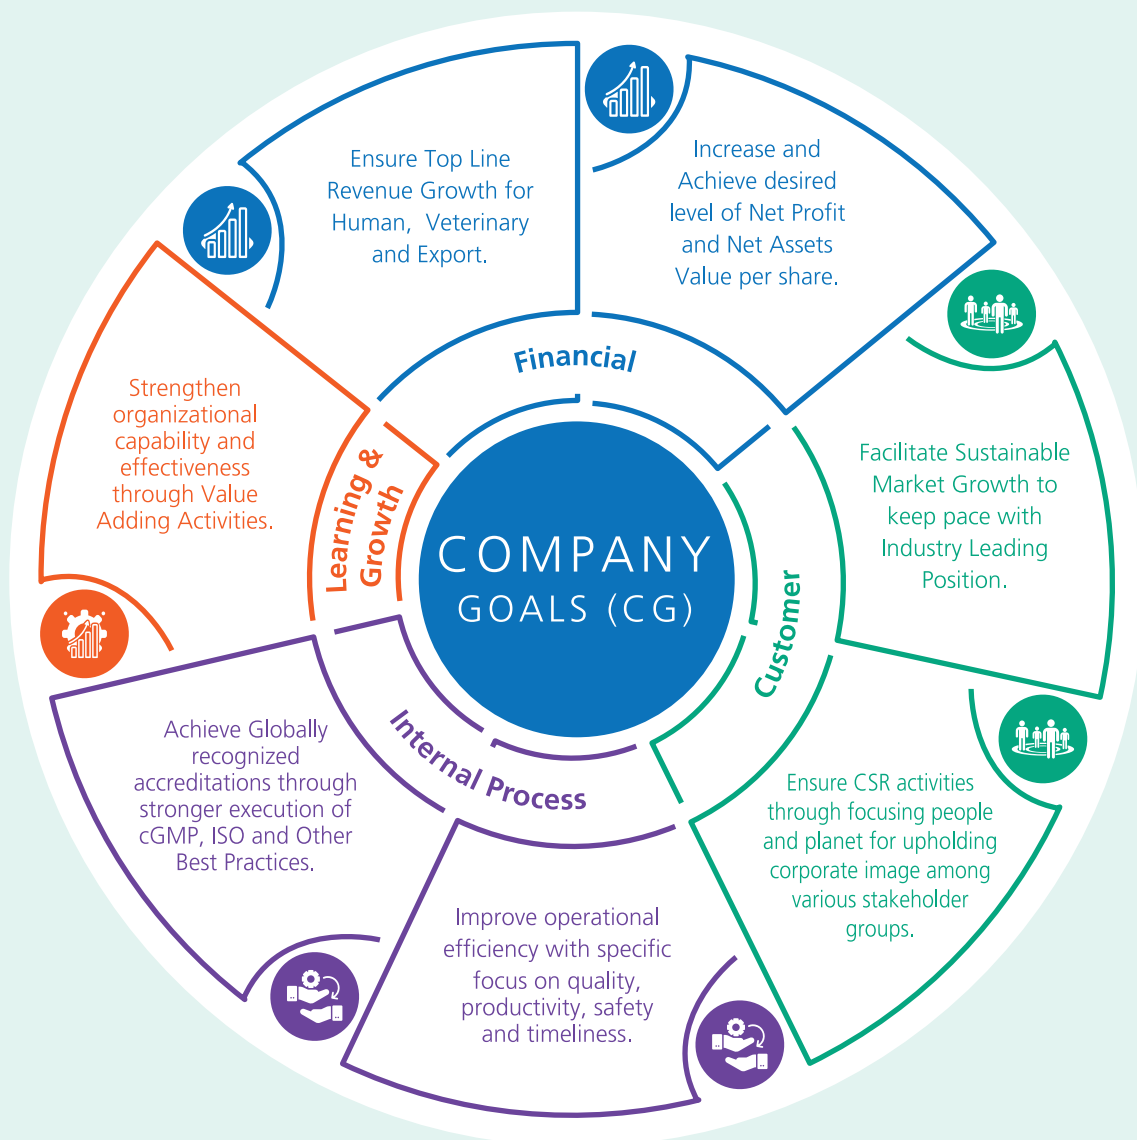 COMPANY
GOALS (CG)
Financial
Ensure Top Line
Revenue Growth for
Human, Veterinary
and Export.
Increase and
Achieve desired
level of Net Profit
and Net Assets
Value per share.
Customer
Facilitate Sustainable
Market Growth to
keep pace with
Industry Leading
Position.
Ensure CSR activities
through focusing people
and planet for upholding
corporate image among
various stakeholder
groups.
Internal Process
Improve operational
efficiency with specific
focus on quality,
productivity, safety
and timeliness.
Achieve Globally
recognized
accreditations through
stronger execution of
cGMP, ISO and Other
Best Practices.
Learning &
Growth
Strengthen
organizational
capability and
effectiveness
through Value
Adding Activities.